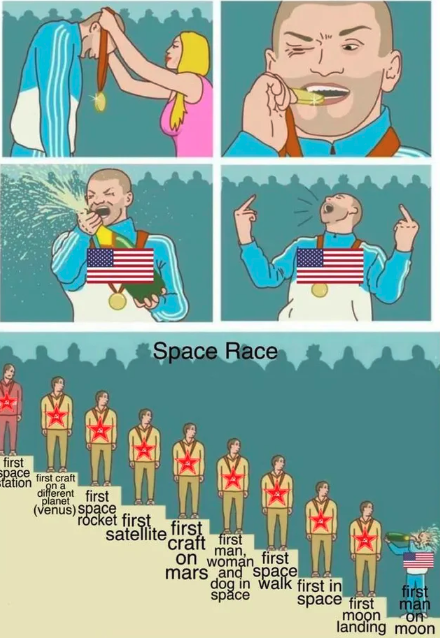 Space Race
first
space
station
first craft
on a
different
planet
(venus)
first
space
rocket
first
satellite
first
craft
on
mars
first
man,
woman
and
dog in
space
first
space
walk
first in
space
first
moon
landing
first
man
on
moon